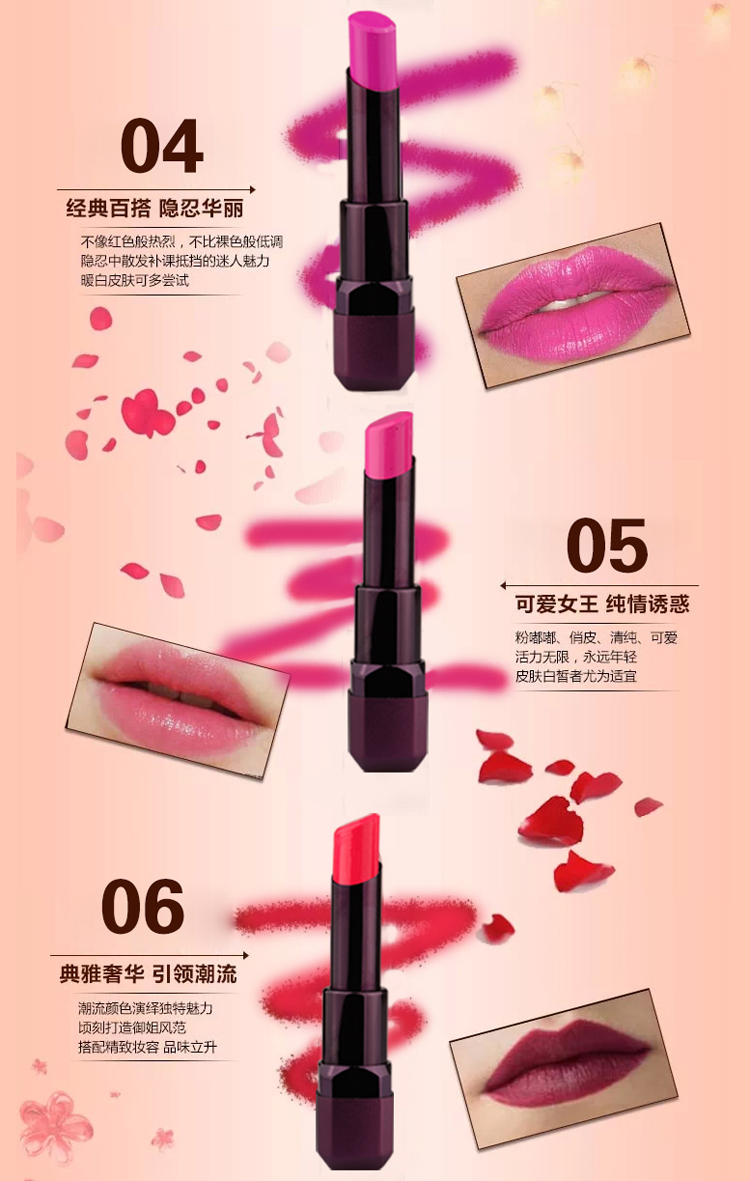 04
经典百搭 隐忍华丽
不像红色般热烈，不比裸色般低调
隐忍中散发补课抵挡的迷人魅力
暖白皮肤可多尝试
05
可爱女王 纯情诱惑
粉嘟嘟、俏皮、清纯、可爱
活力无限，永远年轻
皮肤白皙者尤为适宜
06
典雅奢华 引领潮流
潮流颜色演绎独特魅力
顷刻打造御姐风范
搭配精致妆容 品味立升